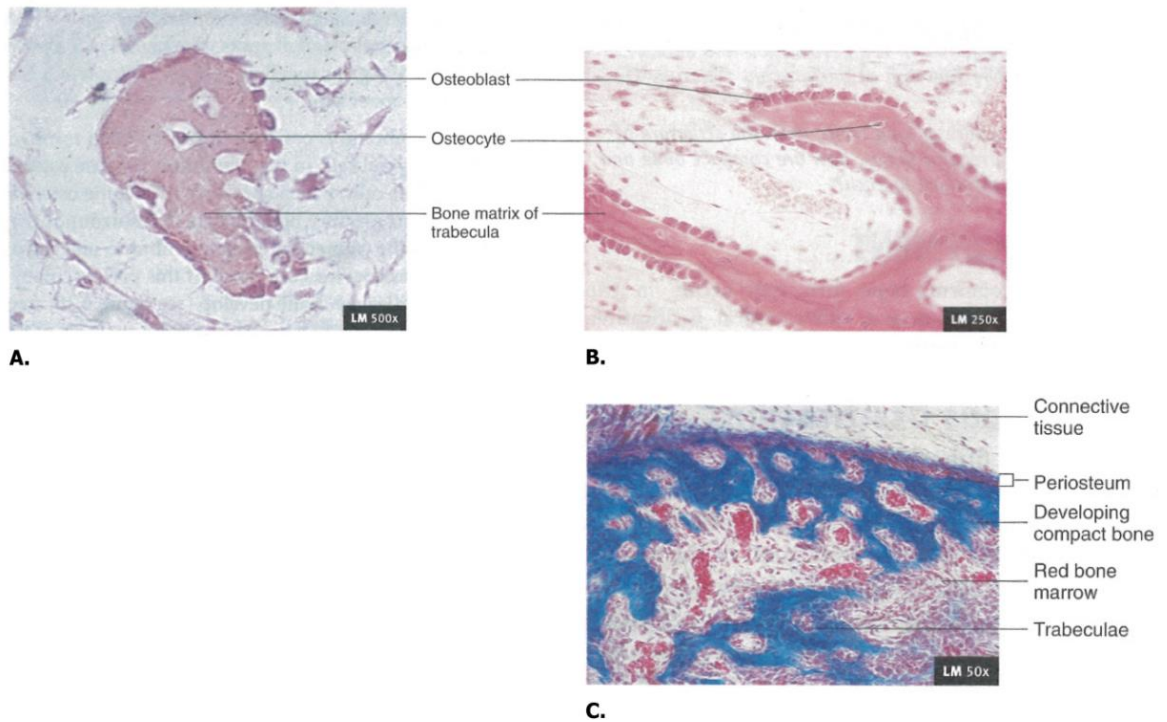 Osteoblast
Osteocyte
Bone matrix of
trabecula
LM 500x
LM 250x
A.
B.
Connective
tissue
Periosteum
Developing
compact bone
Red bone
marrow
Trabeculae
LM 50x
C.